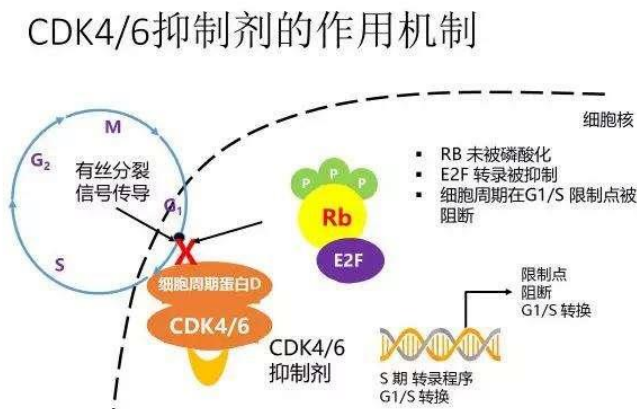 CDK4/6抑制剂的作用机制
细胞核
M
G₂
G₁
S
有丝分裂
信号传导
P P P
Rb
E2F
▪ RB 未被磷酸化
▪ E2F 转录被抑制
▪ 细胞周期在G1/S 限制点被
阻断
X
细胞周期蛋白D
CDK4/6
CDK4/6
抑制剂
限制点
阻断
G1/S 转换
S 期 转录程序
G1/S 转换